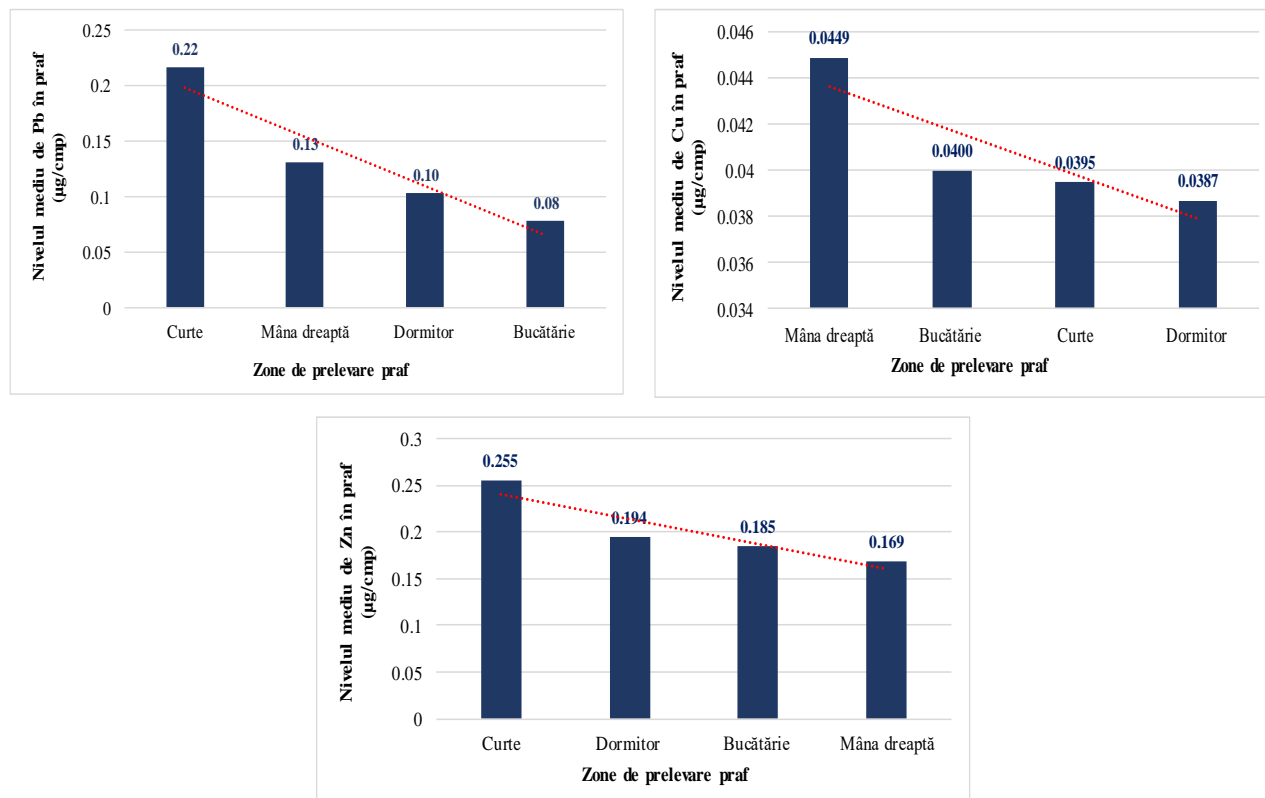 Nivelul mediu de Pb în praf
(µg/cmp)
0.25
0.2
0.15
0.1
0.05
0
0.22
0.13
0.10
0.08
Curte Mâna dreaptă Dormitor Bucătărie
Zone de prelevare praf
Nivelul mediu de Cu în praf
(µg/cmp)
0.046
0.044
0.042
0.04
0.038
0.036
0.034
0.0449
0.0400
0.0395
0.0387
Mâna dreaptă Bucătărie Curte Dormitor
Zone de prelevare praf
Nivelul mediu de Zn în praf
(µg/cmp)
0.3
0.25
0.2
0.15
0.1
0.05
0
0.255
0.194
0.185
0.169
Curte Dormitor Bucătărie Mâna dreaptă
Zone de prelevare praf